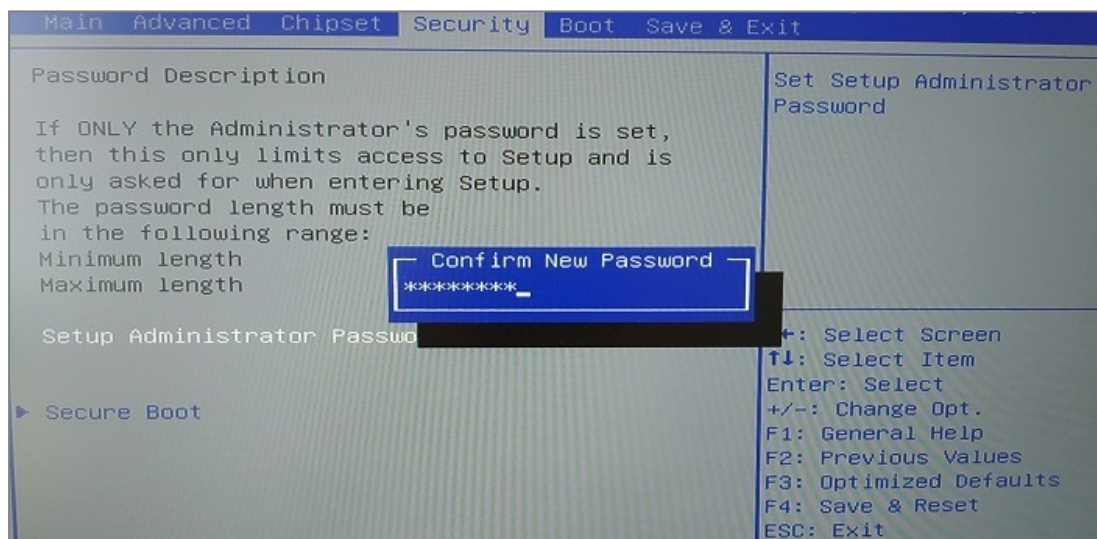 Main Advanced Chipset Security Boot Save & Exit
Password Description
If ONLY the Administrator's password is set,
then this only limits access to Setup and is
only asked for when entering Setup.
The password length must be
in the following range:
Minimum length
Maximum length
Setup Administrator Passwo
Secure Boot
Confirm New Password
********_
Set Setup Administrator
Password
←: Select Screen
↑↓: Select Item
Enter: Select
+/-: Change Opt.
F1: General Help
F2: Previous Values
F3: Optimized Defaults
F4: Save & Reset
ESC: Exit